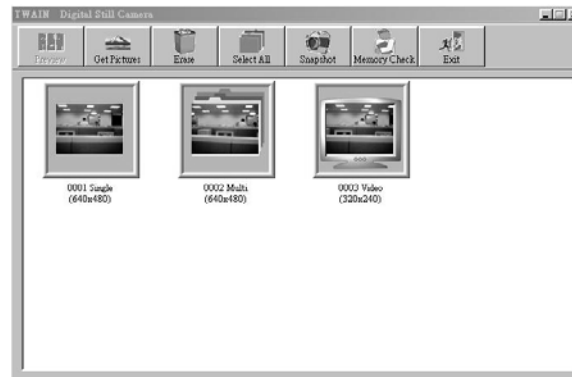 TWAIN Digital Still Camera
Preview Get Pictures Erase Select All Snapshot Memory Check Exit
0001 Single 0002 Multi 0003 Video
(640x480) (640x480) (320x240)